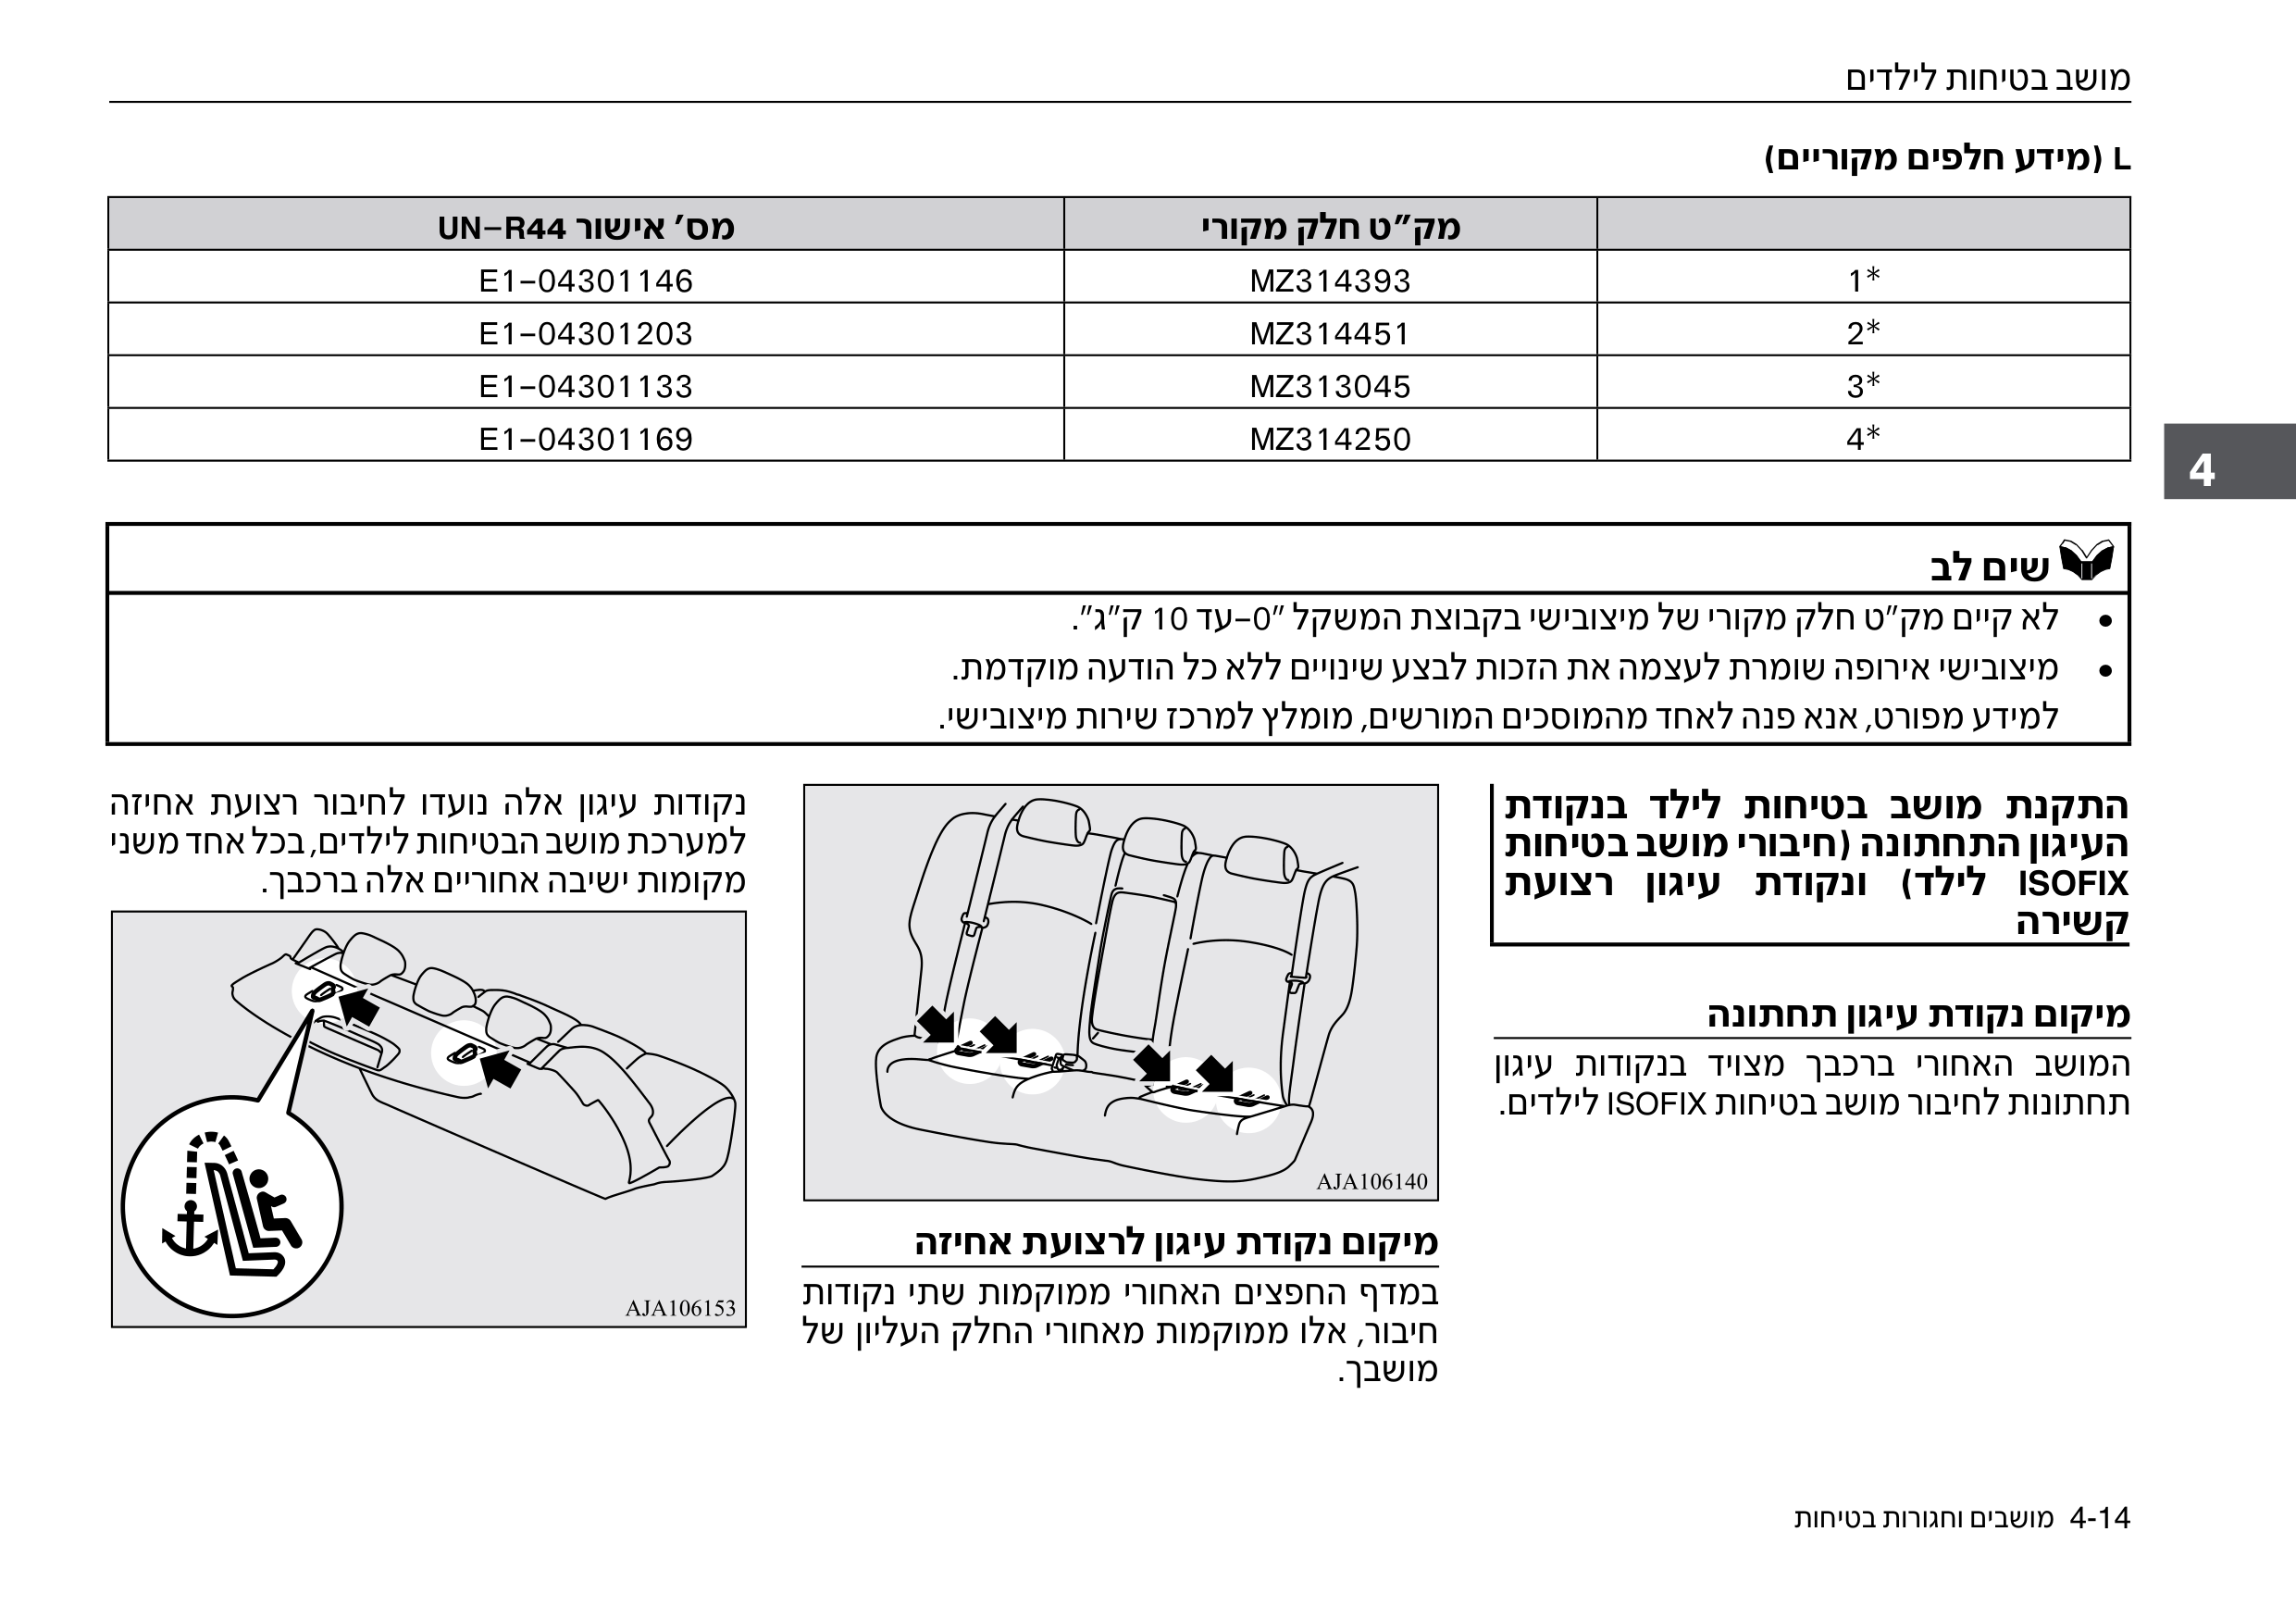 מושב בטיחות לילדים
L (מידע חלפים מקוריים)
מק"ט חלק מקורי מס' אישור UN–R44
*1 MZ314393 E1–04301146
*2 MZ314451 E1–04301203
*3 MZ313045 E1–04301133
*4 MZ314250 E1–04301169
4
שים לב
• לא קיים מק"ט חלק מקורי של מיצובישי בקבוצת המשקל "0–עד 10 ק"ג".
• מיצובישי אירופה שומרת לעצמה את הזכות לבצע שינויים ללא כל הודעה מוקדמת.
למידע מפורט, אנא פנה לאחד מהמוסכים המורשים, מומלץ למרכז שירות מיצובישי.
התקנת מושב בטיחות לילד בנקודת
העיגון התחתונה (חיבורי מושב בטיחות
ISOFIX לילד) ונקודת עיגון רצועת
קשירה
מיקום נקודת עיגון תחתונה
המושב האחורי ברכבך מצויד בנקודות עיגון
תחתונות לחיבור מושב בטיחות ISOFIX לילדים.
AJA106140
מיקום נקודת עיגון לרצועת אחיזה
במדף החפצים האחורי ממוקמות שתי נקודות
חיבור, אלו ממוקמות מאחורי החלק העליון של
מושבך.
נקודות עיגון אלה נועדו לחיבור רצועת אחיזה
למערכת מושב הבטיחות לילדים, בכל אחד משני
מקומות ישיבה אחוריים אלה ברכבך.
AJA106153
4-14 מושבים וחגורות בטיחות